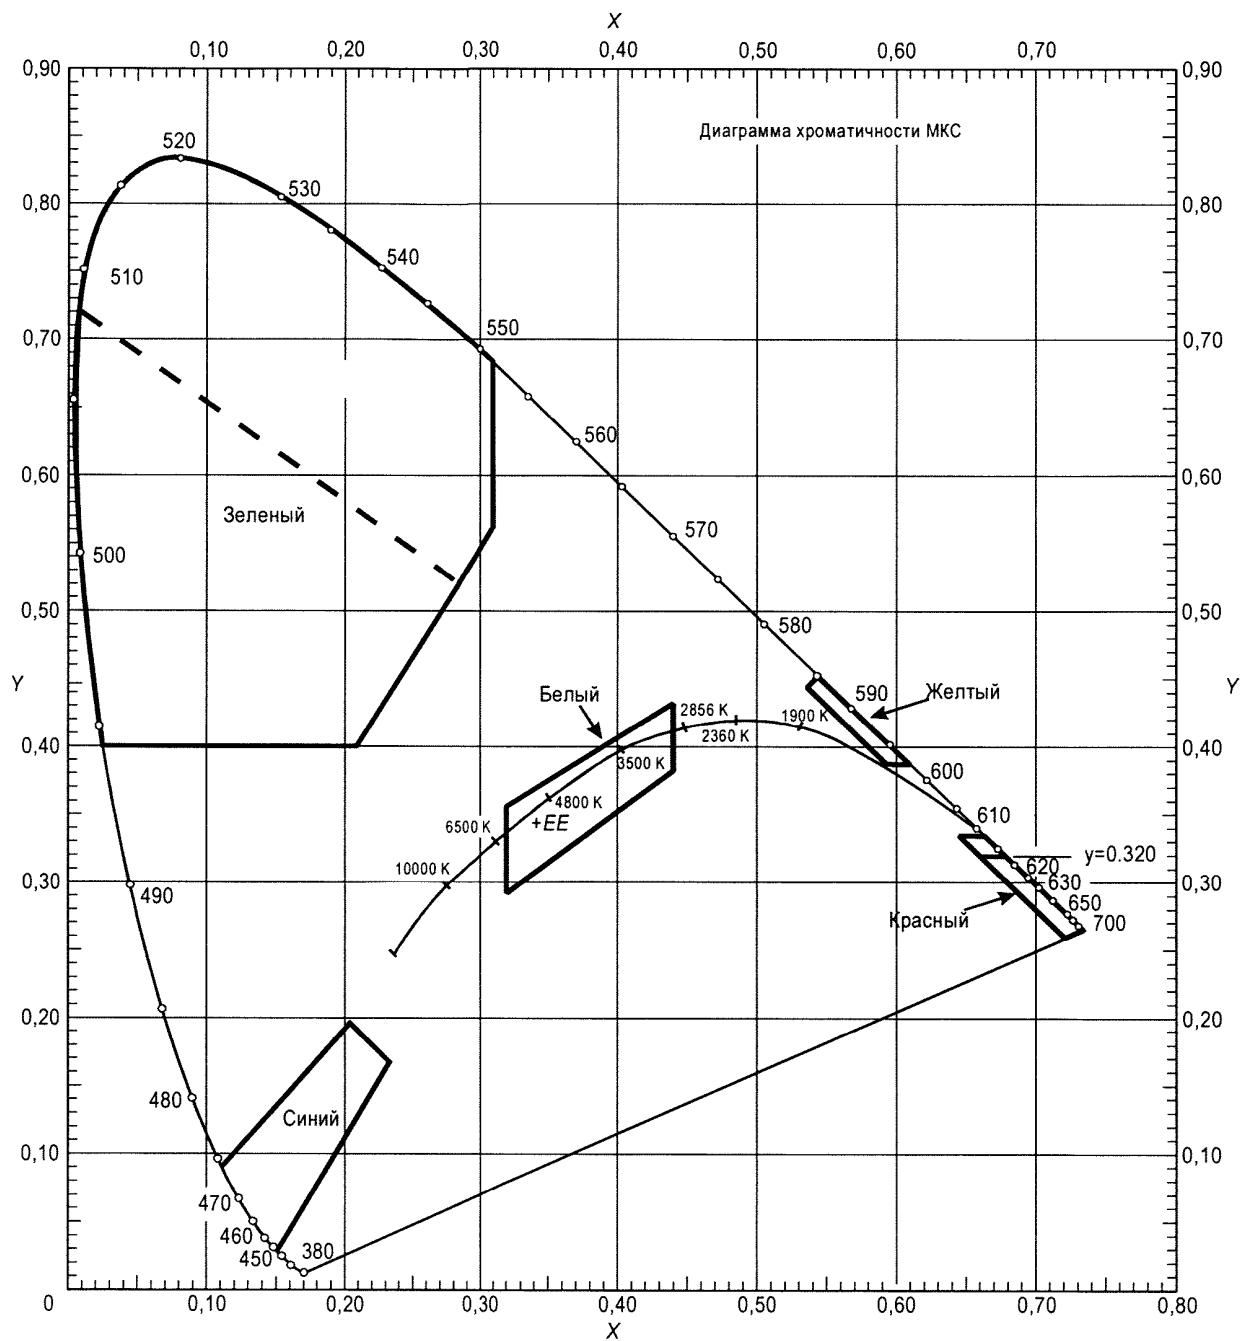 X
0,10 0,20 0,30 0,40 0,50 0,60 0,70
0,90 0,90
Диаграмма хроматичности МКС
520
530
0,80 0,80
540
510
550
0,70 0,70
560
0,60 0,60
Зеленый
570
500
0,50 0,50
580
Y Y
Белый
590 Желтый
2856 K
1900 K
2360 K
0,40 0,40
3500 K
600
4800 K
610
6500 K +EE
y=0.320
10000 K
620
0,30 630 0,30
490
650
Красный 700
0,20 0,20
480
Синий
0,10 0,10
470
460
450 380
0 0,10 0,20 0,30 0,40 0,50 0,60 0,70 0,80
X